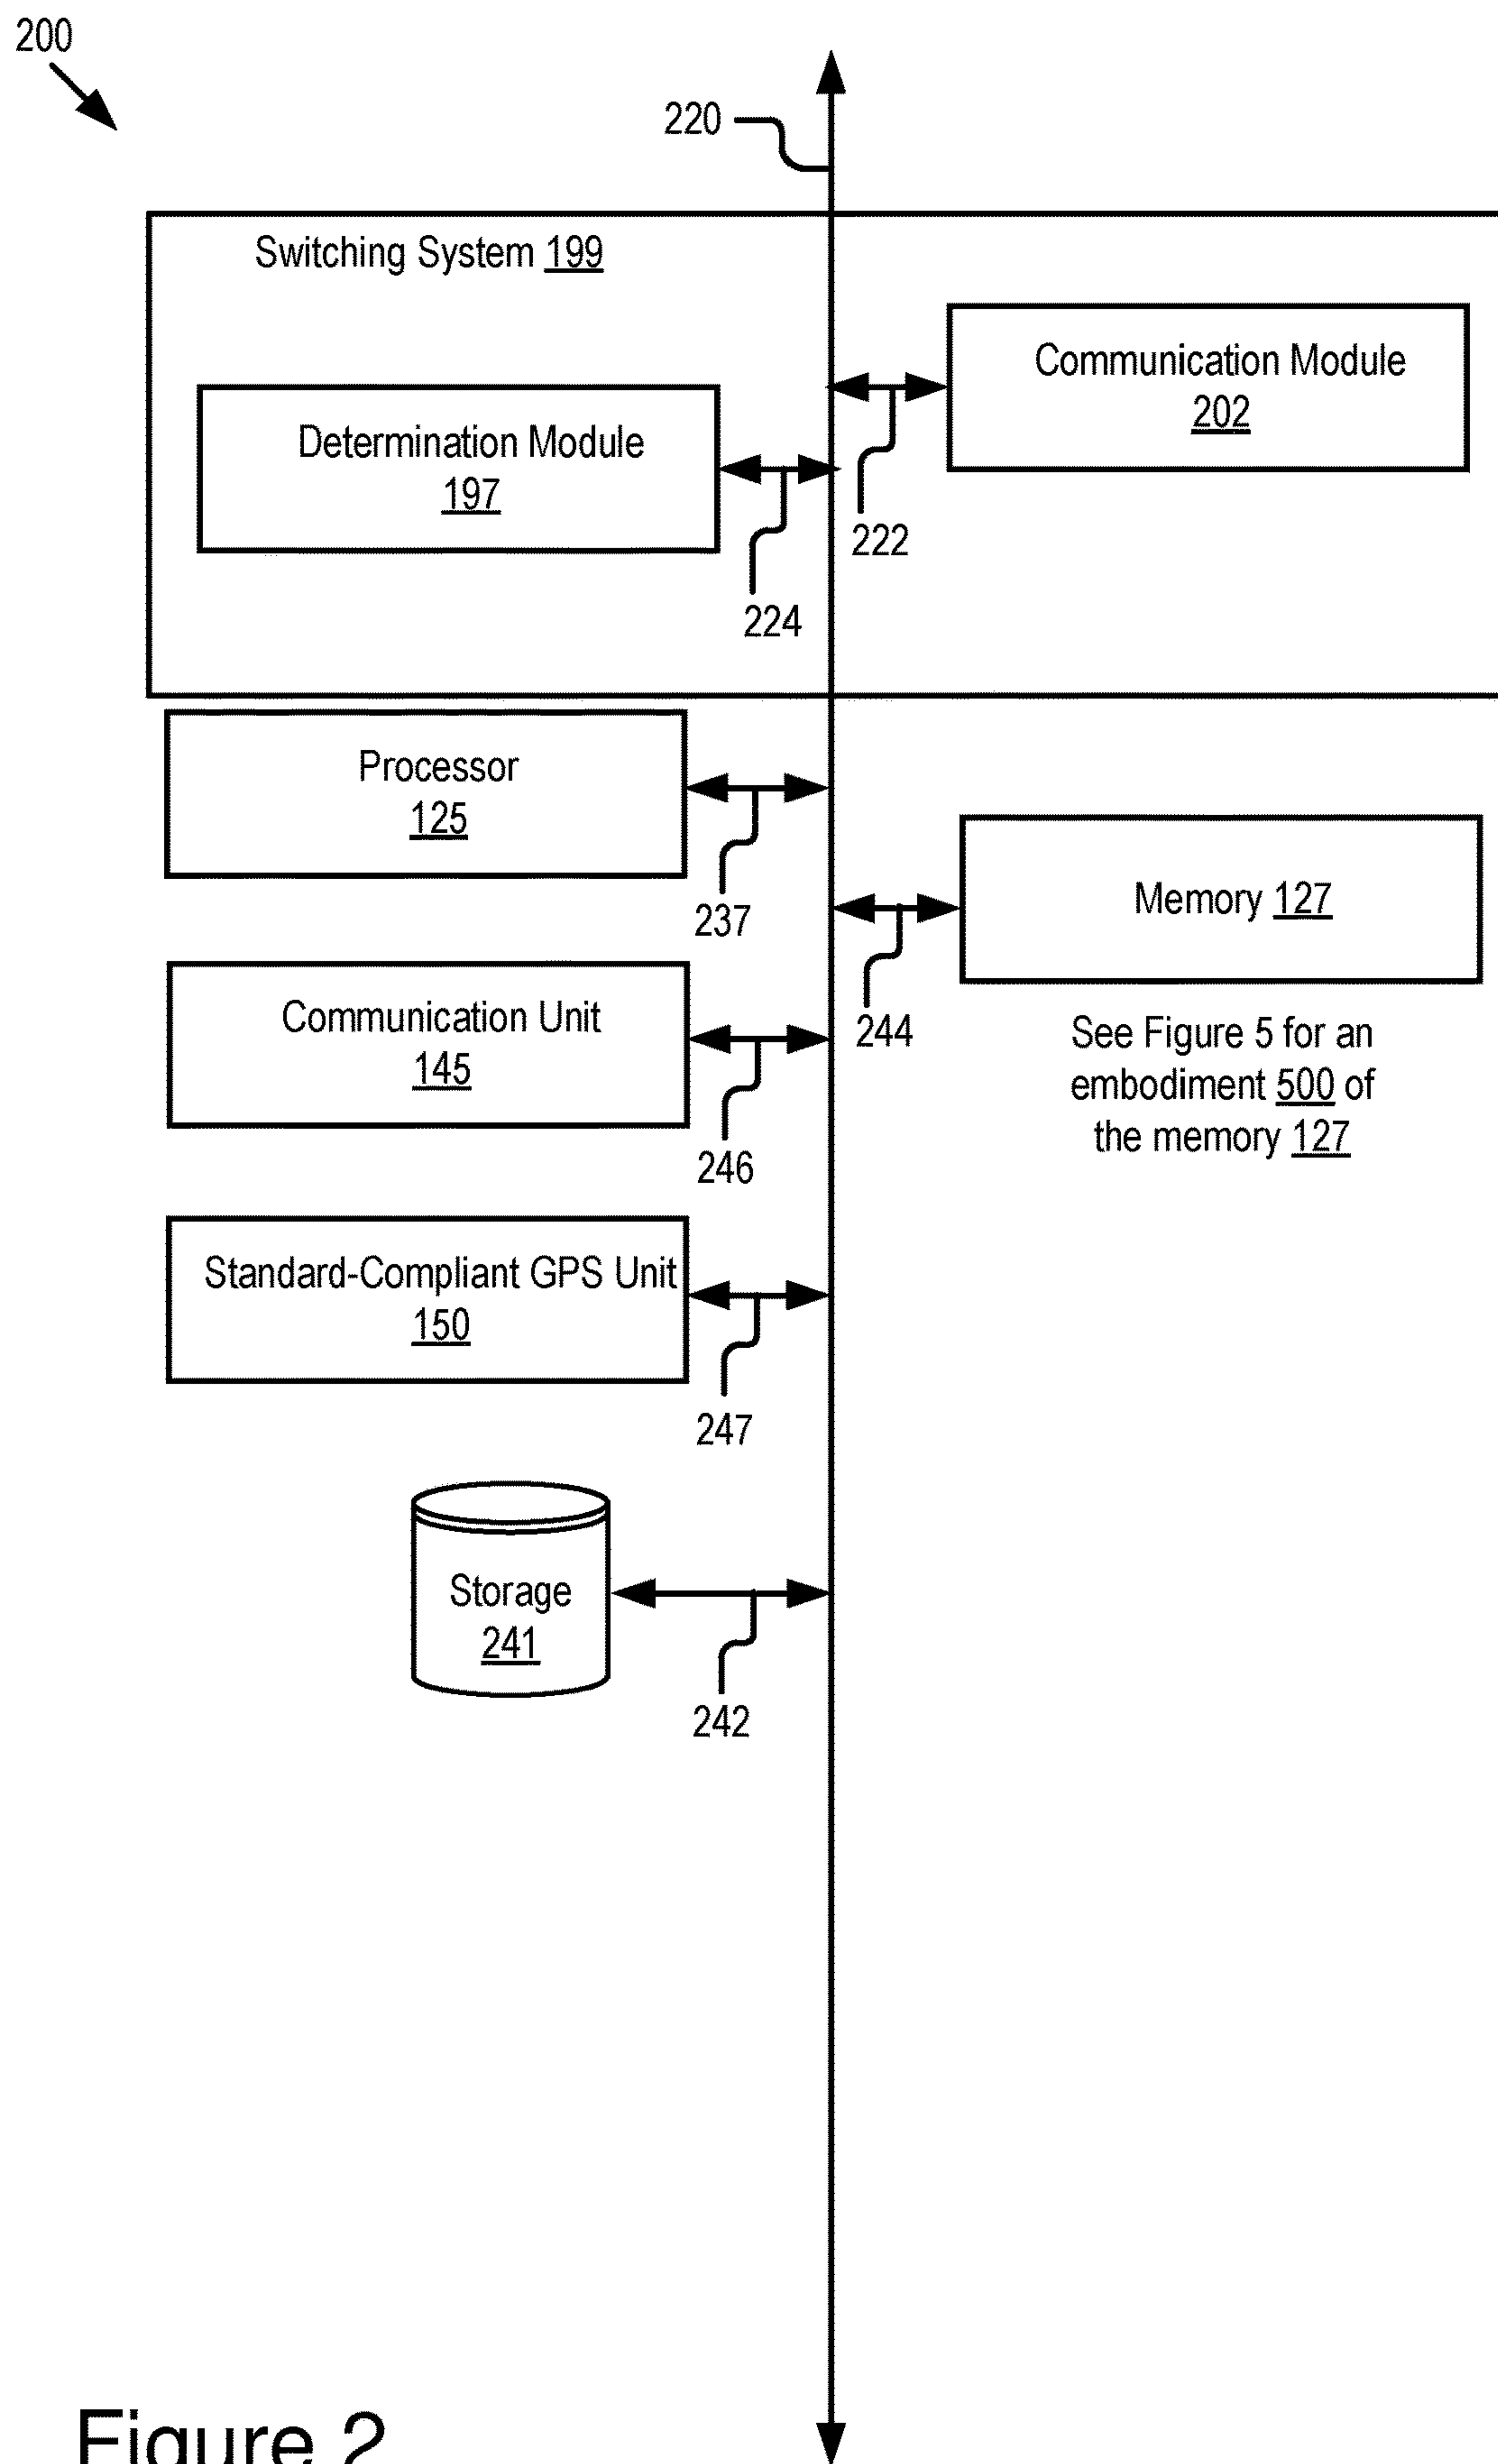 200
220
Switching System 199
Communication Module
202
Determination Module
197
222
224
Processor
125
237
Memory 127
244
Communication Unit
145
246
See Figure 5 for an
embodiment 500 of
the memory 127
Standard-Compliant GPS Unit
150
247
Storage
241
242
Figure 2